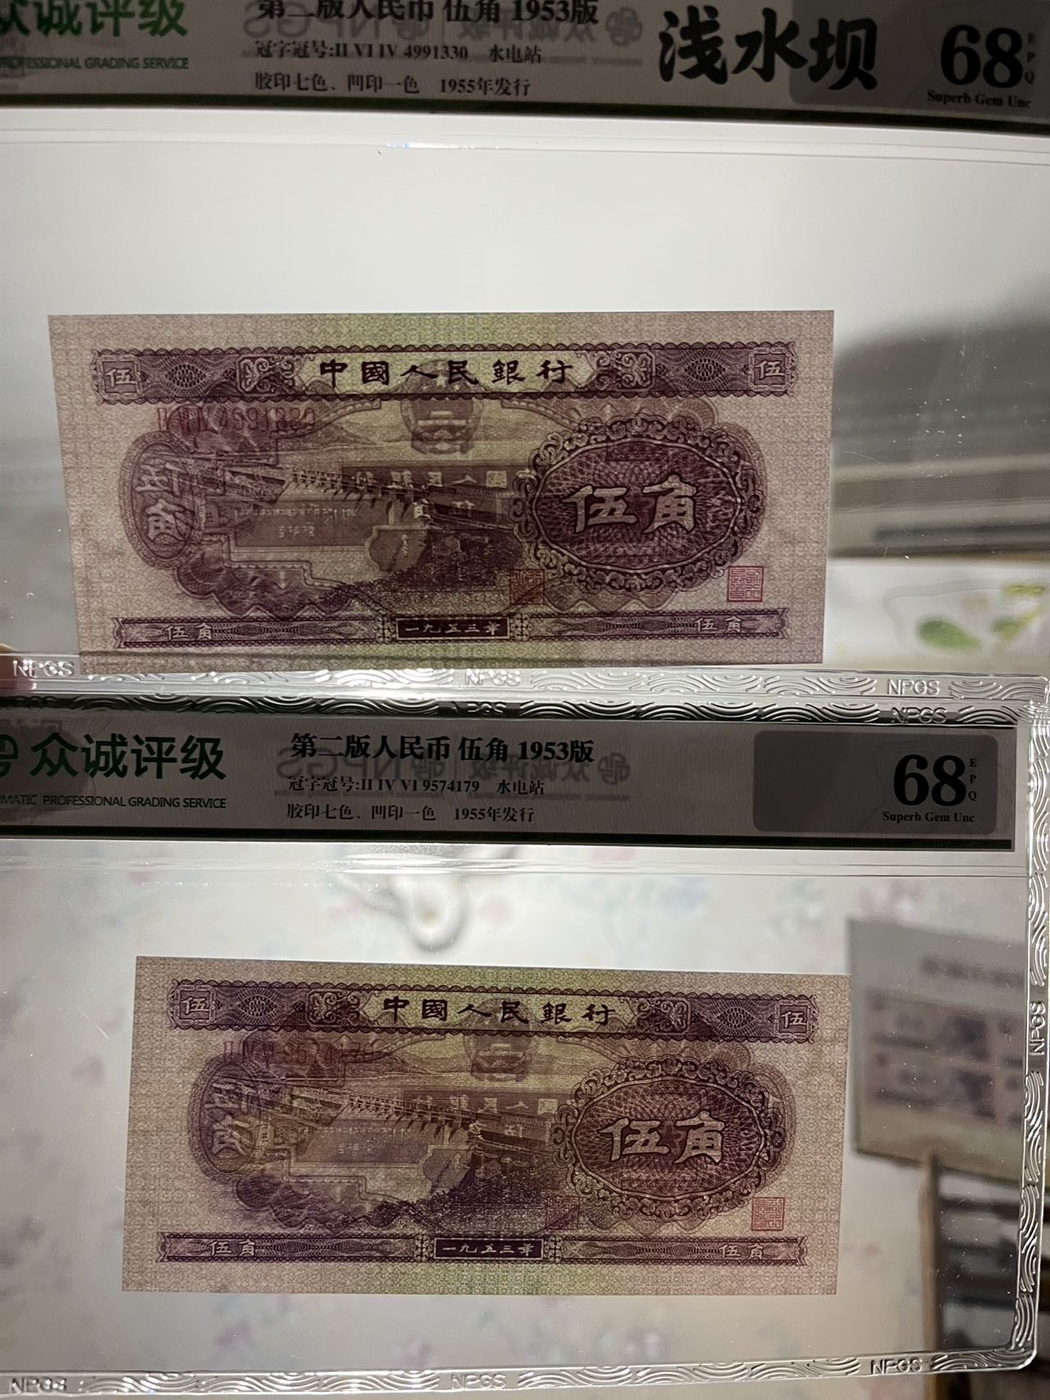 众诚评级
PROFESSIONAL GRADING SERVICE
第二版人民币 伍角 1953版
冠字冠号:II VI IV 4991330 水电站
胶印七色、凹印一色 1955年发行
浅水坝
68
EPQ
Superb Gem Unc
伍
中國人民銀行
伍
伍角
伍角
一九五三年
伍角
NPGS
NPGS
NPGS
NPGS
NPGS
众诚评级
MATIC PROFESSIONAL GRADING SERVICE
第二版人民币 伍角 1953版
冠字冠号:II IV VI 9574179 水电站
胶印七色、凹印一色 1955年发行
68
EPQ
Superb Gem Unc
伍
中國人民銀行
伍
伍角
伍角
一九五三年
伍角
NPGS
NPGS
NPGS
NPGS